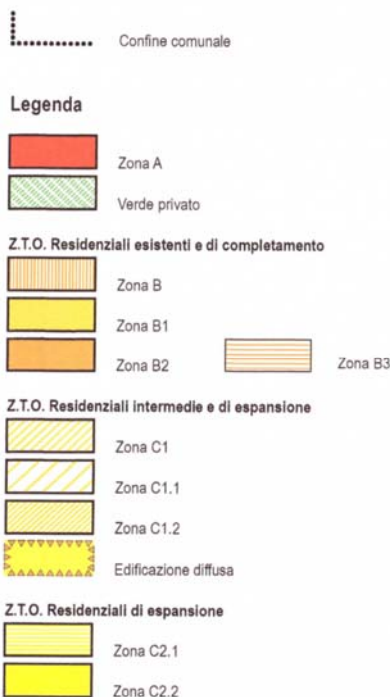 Confine comunale
Legenda
Zona A
Verde privato
Z.T.O. Residenziali esistenti e di completamento
Zona B
Zona B1
Zona B2 Zona B3
Z.T.O. Residenziali intermedie e di espansione
Zona C1
Zona C1.1
Zona C1.2
Edificazione diffusa
Z.T.O. Residenziali di espansione
Zona C2.1
Zona C2.2